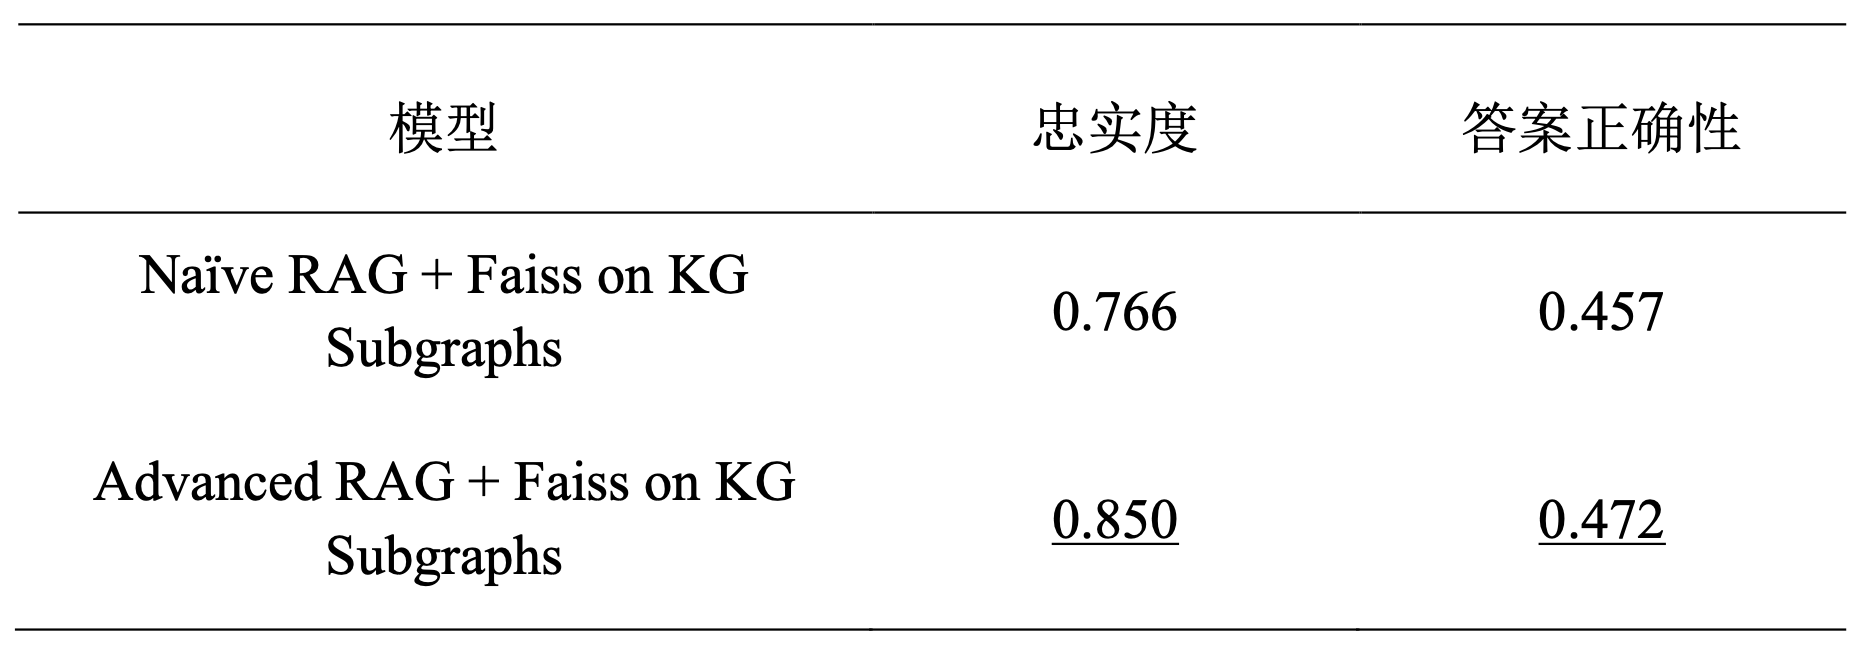 模型 忠实度 答案正确性
Naïve RAG + Faiss on KG
Subgraphs
0.766 0.457
Advanced RAG + Faiss on KG
Subgraphs
0.850 0.472